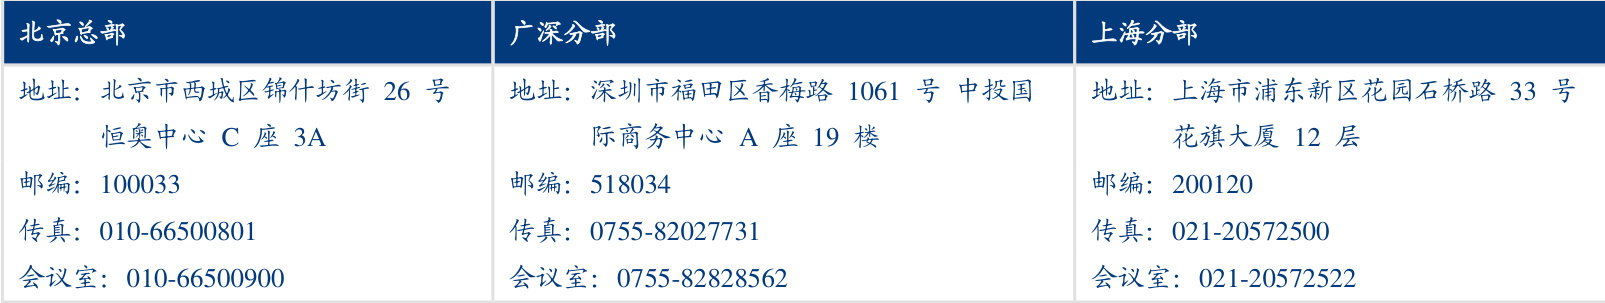 北京总部
地址：北京市西城区锦什坊街 26 号
恒奥中心 C 座 3A
邮编：100033
传真：010-66500801
会议室：010-66500900
广深分部
地址：深圳市福田区香梅路 1061 号 中投国
际商务中心 A 座 19 楼
邮编：518034
传真：0755-82027731
会议室：0755-82828562
上海分部
地址：上海市浦东新区花园石桥路 33 号
花旗大厦 12 层
邮编：200120
传真：021-20572500
会议室：021-20572522